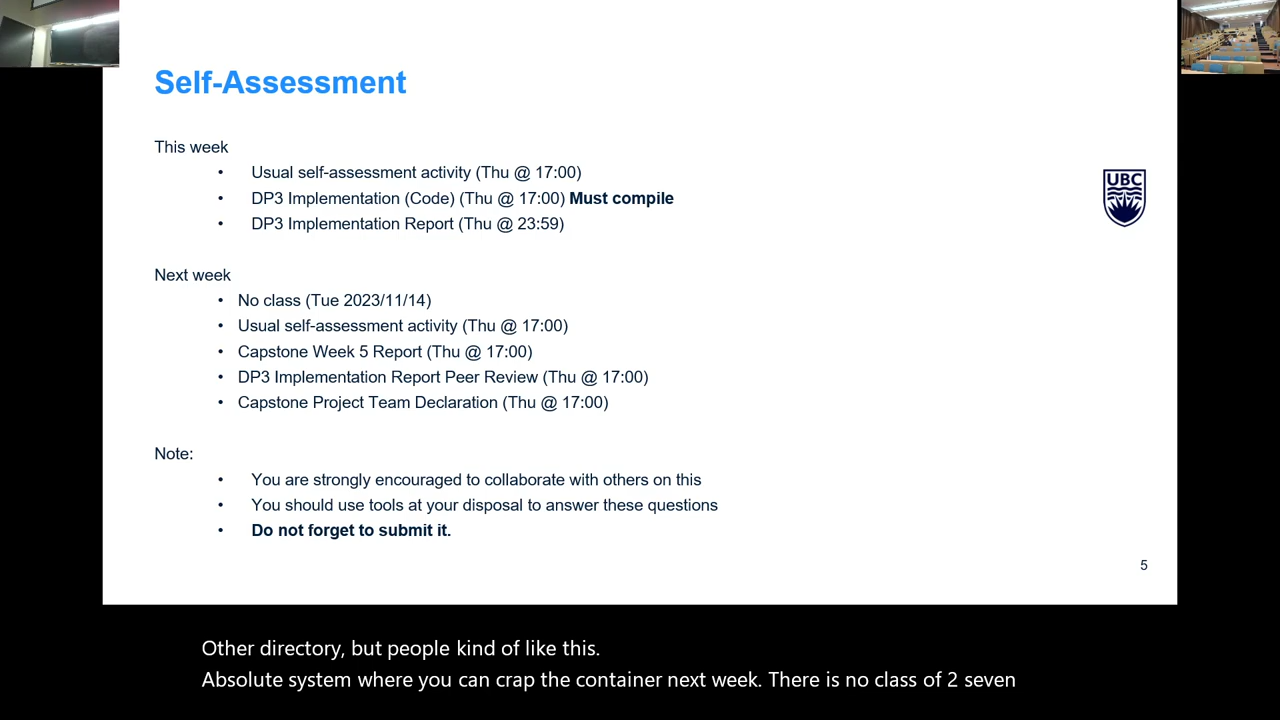 Self-Assessment
This week
• Usual self-assessment activity (Thu @ 17:00)
• DP3 Implementation (Code) (Thu @ 17:00) Must compile
• DP3 Implementation Report (Thu @ 23:59)
UBC
Next week
• No class (Tue 2023/11/14)
• Usual self-assessment activity (Thu @ 17:00)
• Capstone Week 5 Report (Thu @ 17:00)
• DP3 Implementation Report Peer Review (Thu @ 17:00)
• Capstone Project Team Declaration (Thu @ 17:00)
Note:
• You are strongly encouraged to collaborate with others on this
• You should use tools at your disposal to answer these questions
• Do not forget to submit it.
5
Other directory, but people kind of like this.
Absolute system where you can crap the container next week. There is no class of 2 seven